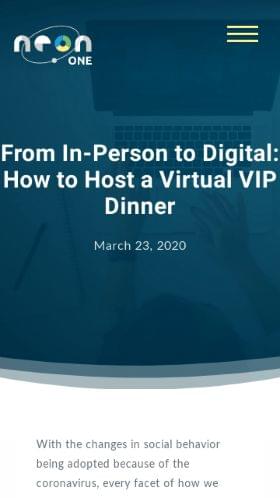 neon
ONE
From In-Person to Digital:
How to Host a Virtual VIP
Dinner
March 23, 2020
With the changes in social behavior
being adopted because of the
coronavirus, every facet of how we